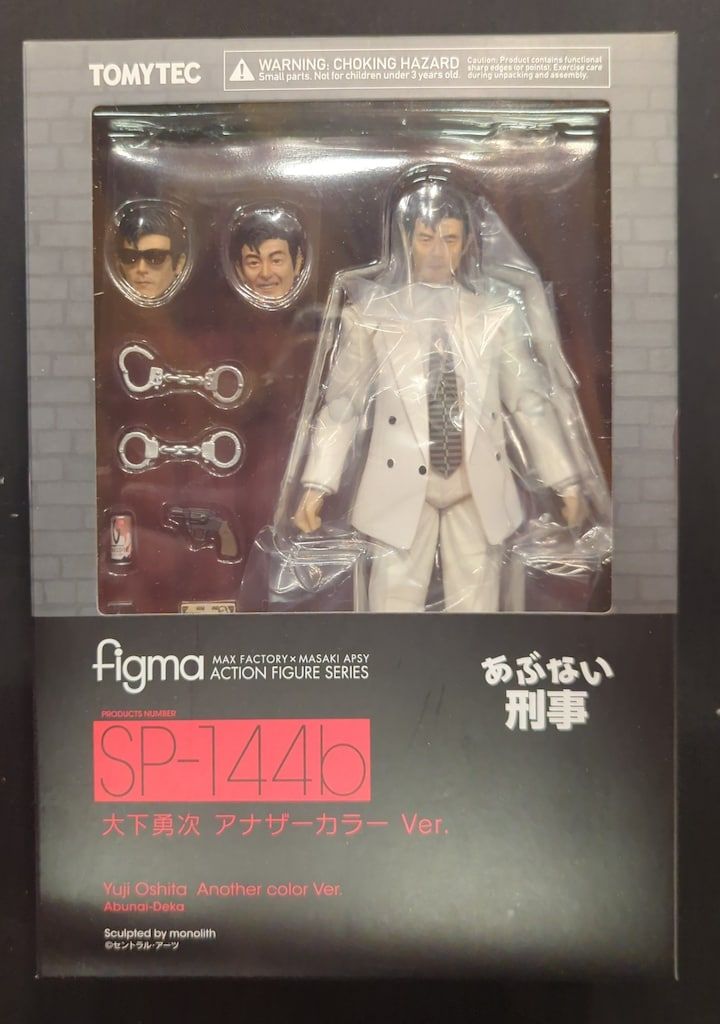 TOMYTEC
WARNING: CHOKING HAZARD
Small parts. Not for children under 3 years old.
Caution: Product contains functional
sharp edges (or points). Exercise care
during unpacking and assembly.
figma
MAX FACTORY × MASAKI APSY
ACTION FIGURE SERIES
あぶない
刑事
PRODUCTS NUMBER
SP-144b
大下勇次 アナザーカラー Ver.
Yuji Oshita Another color Ver.
Abunai-Deka
Sculpted by monolith
©セントラル・アーツ